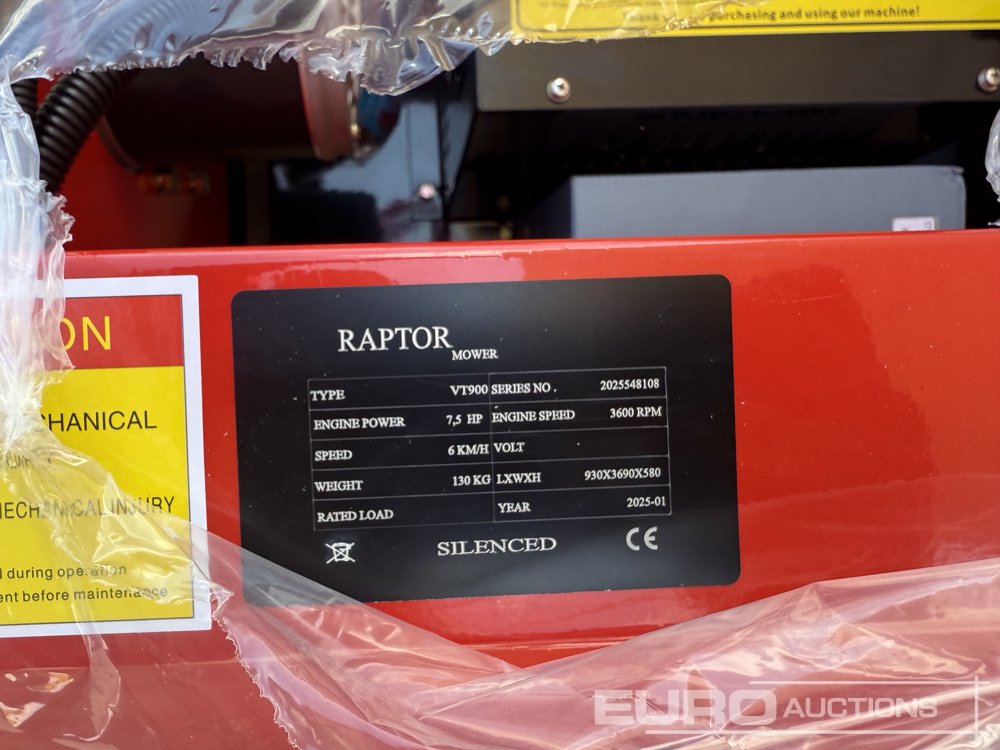 purchasing and using our machine!
ON
CHANICAL
MECHANICAL INJURY
d during operation
ent before maintenance
RAPTOR
MOWER
TYPE VT900 SERIES NO . 2025548108
ENGINE POWER 7,5 HP ENGINE SPEED 3600 RPM
SPEED 6 KM/H VOLT
WEIGHT 130 KG LXWXH 930X3690X580
RATED LOAD YEAR 2025-01
SILENCED CE
EURO AUCTIONS